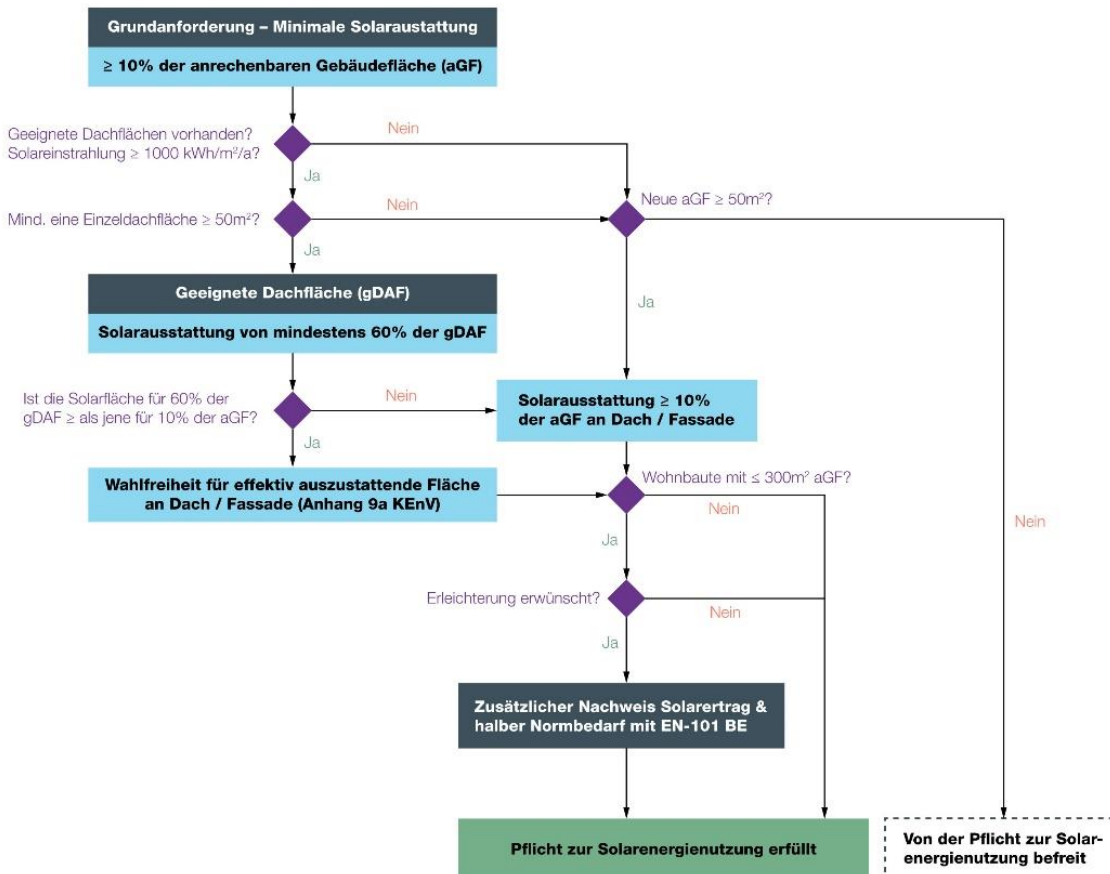 Grundanforderung – Minimale Solaraustattung
≥ 10% der anrechenbaren Gebäudefläche (aGF)
Geeignete Dachflächen vorhanden?
Solareinstrahlung ≥ 1000 kWh/m²/a?
Nein
Ja
Mind. eine Einzeldachfläche ≥ 50m²?
Nein
Neue aGF ≥ 50m²?
Ja
Geeignete Dachfläche (gDAF)
Solarausstattung von mindestens 60% der gDAF
Ja
Ist die Solarfläche für 60% der
gDAF ≥ als jene für 10% der aGF?
Nein
Solarausstattung ≥ 10%
der aGF an Dach / Fassade
Ja
Wahlfreiheit für effektiv auszustattende Fläche
an Dach / Fassade (Anhang 9a KEnV)
Wohnbaute mit ≤ 300m² aGF?
Nein
Nein
Ja
Erleichterung erwünscht?
Nein
Ja
Zusätzlicher Nachweis Solarertrag &
halber Normbedarf mit EN-101 BE
Pflicht zur Solarenergienutzung erfüllt
Von der Pflicht zur Solar-
energienutzung befreit